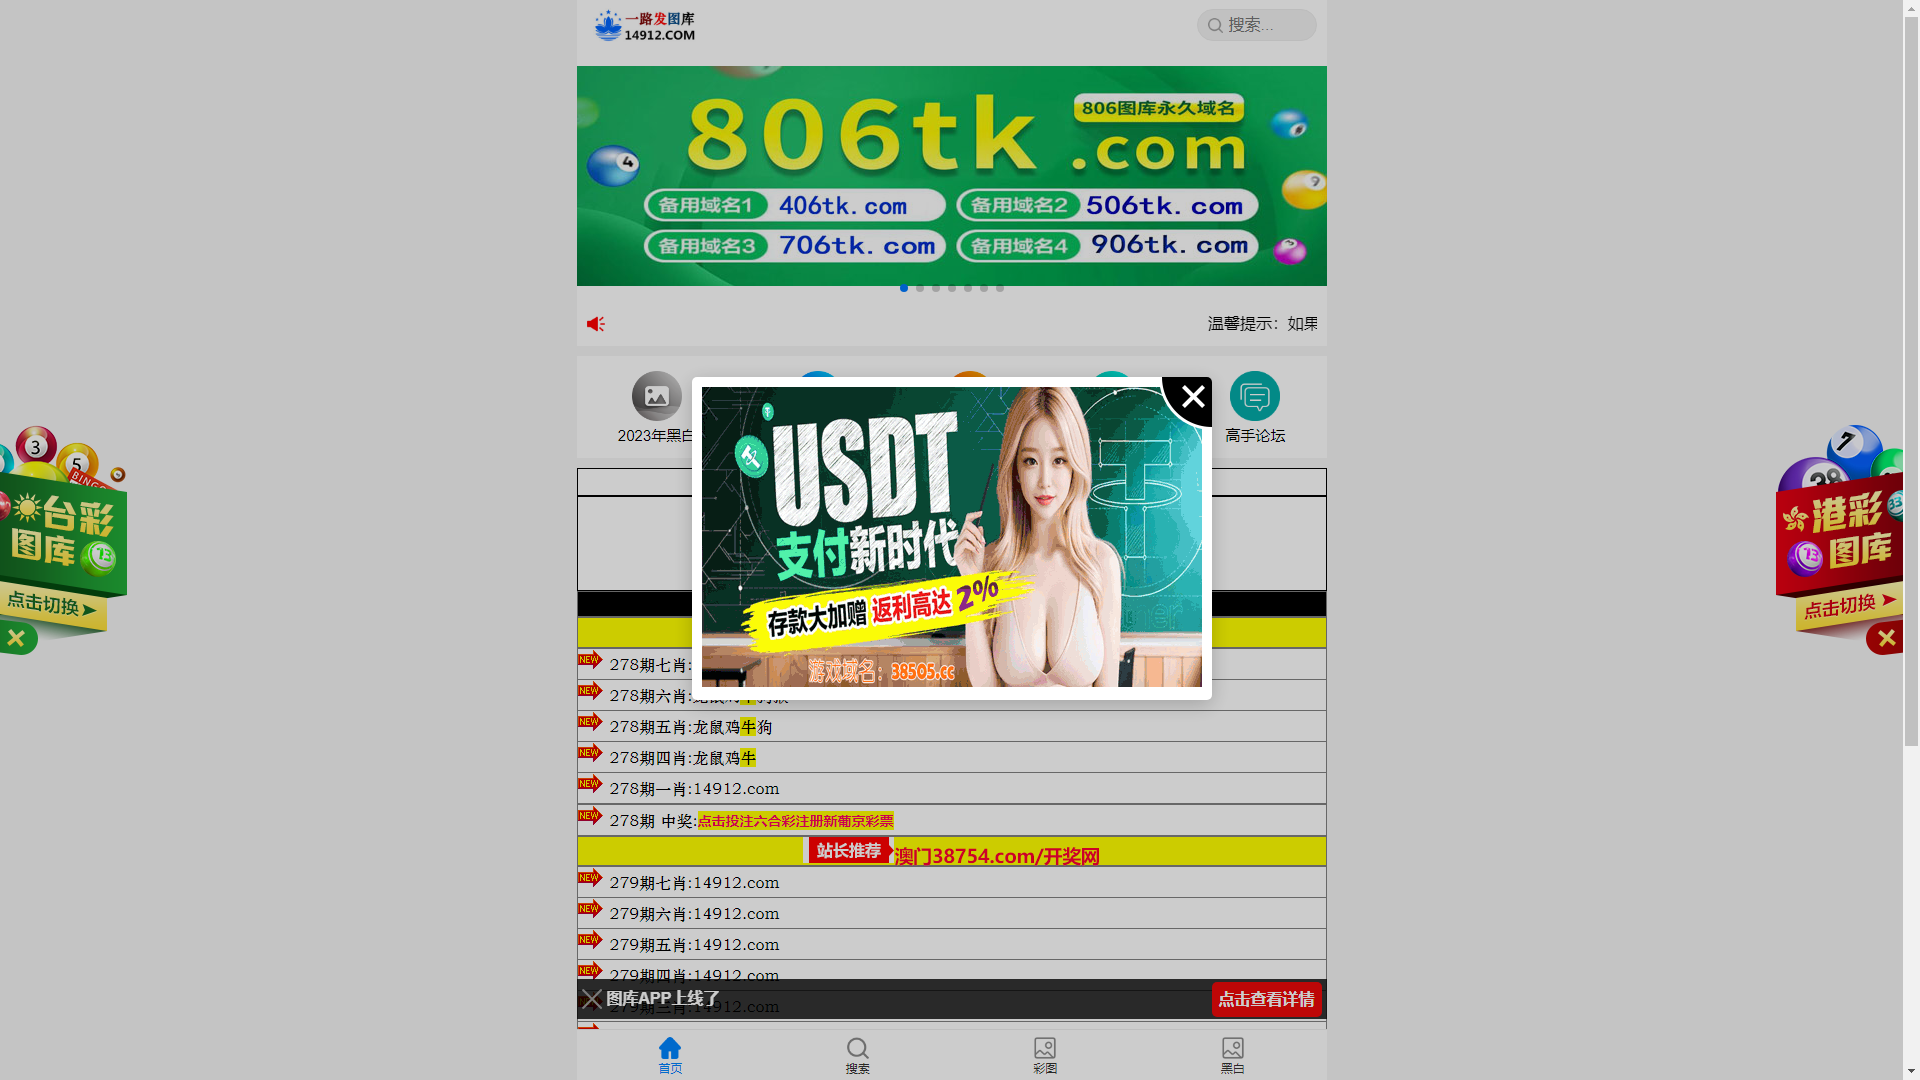 一路发图库
14912.COM
搜索...
806tk.com
806图库永久域名
备用域名1 406tk.com
备用域名2 506tk.com
备用域名3 706tk.com
备用域名4 906tk.com
温馨提示：如果
2023年黑白
高手论坛
USDT
支付新时代
存款大加赠 返利高达 2%
游戏域名：38505.cc
台彩
图库
点击切换
港彩
图库
点击切换
NEW 278期七肖:
NEW 278期六肖:
NEW 278期五肖:龙鼠鸡牛狗
NEW 278期四肖:龙鼠鸡牛
NEW 278期一肖:14912.com
NEW 278期 中奖:点击投注六合彩注册新葡京彩票
站长推荐 澳门38754.com/开奖网
NEW 279期七肖:14912.com
NEW 279期六肖:14912.com
NEW 279期五肖:14912.com
NEW 279期四肖:14912.com
279期三肖:14912.com
图库APP上线了
点击查看详情
首页
搜索
彩图
黑白